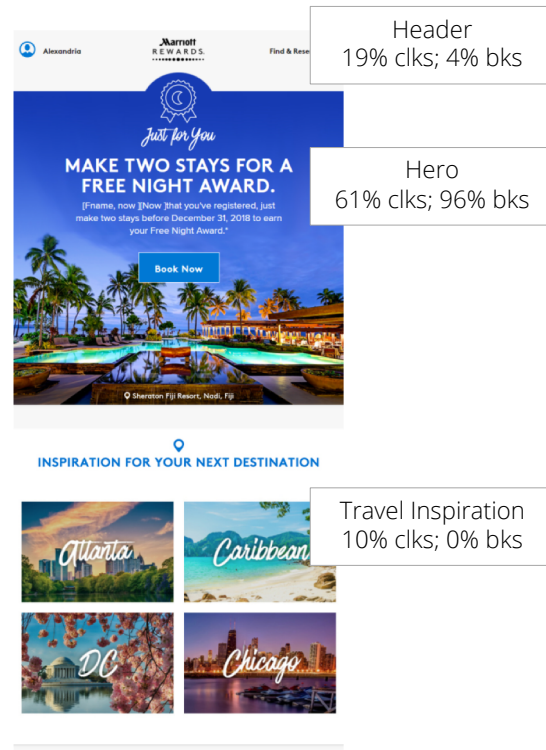 Alexandria
Marriott
REWARDS.
Find &
Header
19% clks; 4% bks
Just for You
MAKE TWO STAYS FOR A
FREE NIGHT AWARD.
[Fname, now ][Now ]that you've registered, just
make two stays before December 31, 2018 to earn
your Free Night Award.*
Book Now
Hero
61% clks; 96% bks
Sheraton Fiji Resort, Nadi, Fiji
INSPIRATION FOR YOUR NEXT DESTINATION
Travel Inspiration
10% clks; 0% bks
Atlanta
Caribbean
DC
Chicago